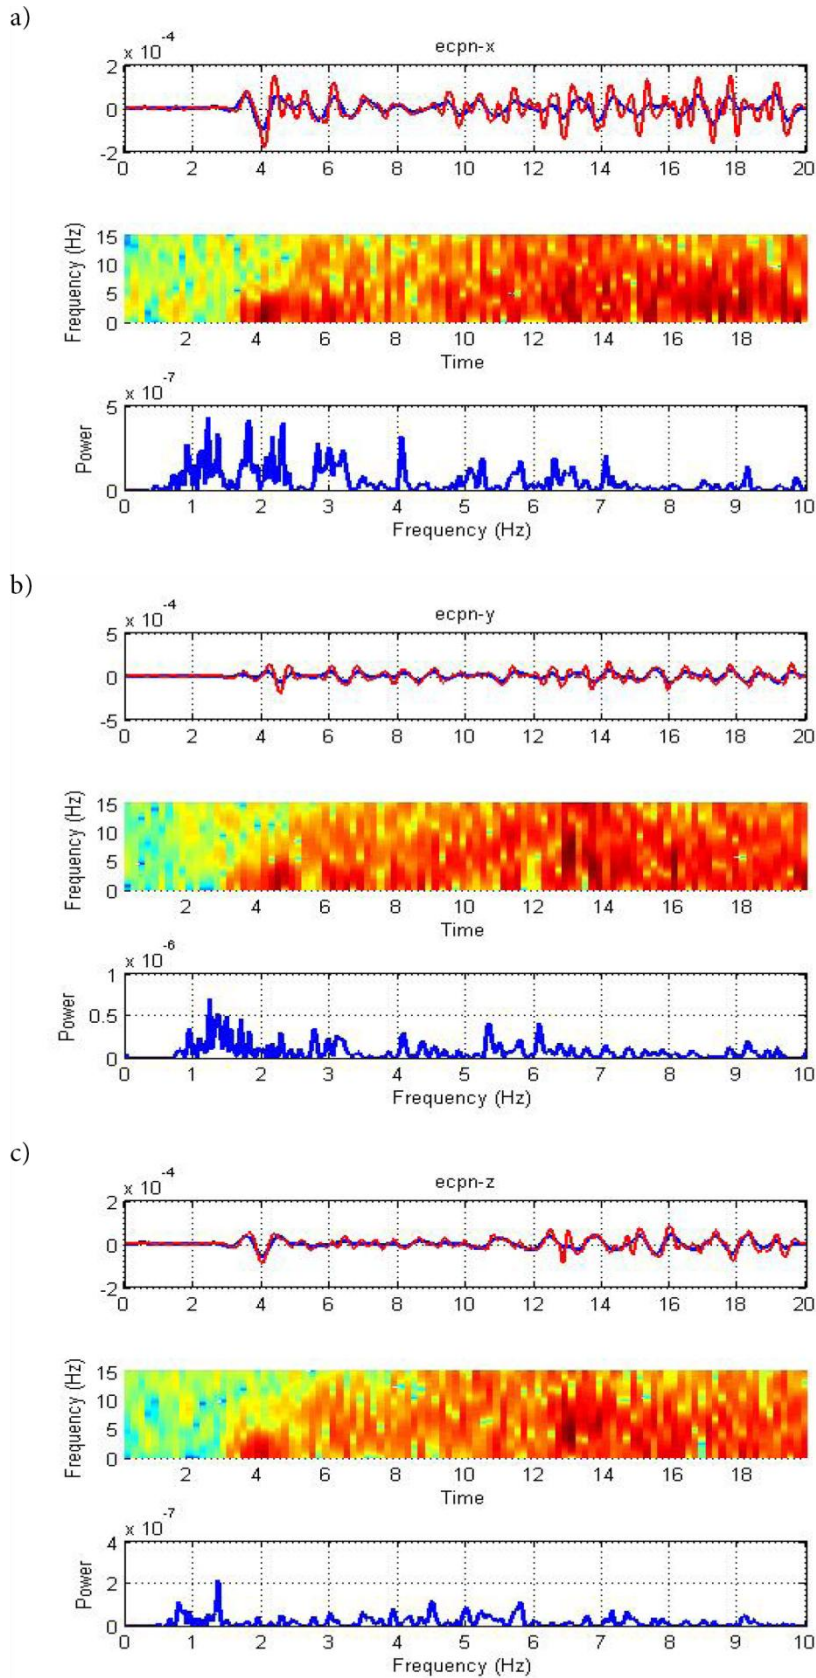 a)
x 10⁻⁴
ecpn-x
2
0
-2
0 2 4 6 8 10 12 14 16 18 20
Frequency (Hz)
15
10
5
0
2 4 6 8 10 12 14 16 18
Time
x 10⁻⁷
Power
5
0
0 1 2 3 4 5 6 7 8 9 10
Frequency (Hz)
b)
x 10⁻⁴
ecpn-y
5
0
-5
0 2 4 6 8 10 12 14 16 18 20
Frequency (Hz)
15
10
5
0
2 4 6 8 10 12 14 16 18
Time
x 10⁻⁶
Power
1
0.5
0
0 1 2 3 4 5 6 7 8 9 10
Frequency (Hz)
c)
x 10⁻⁴
ecpn-z
2
0
-2
0 2 4 6 8 10 12 14 16 18 20
Frequency (Hz)
15
10
5
0
2 4 6 8 10 12 14 16 18
Time
x 10⁻⁷
Power
4
2
0
0 1 2 3 4 5 6 7 8 9 10
Frequency (Hz)